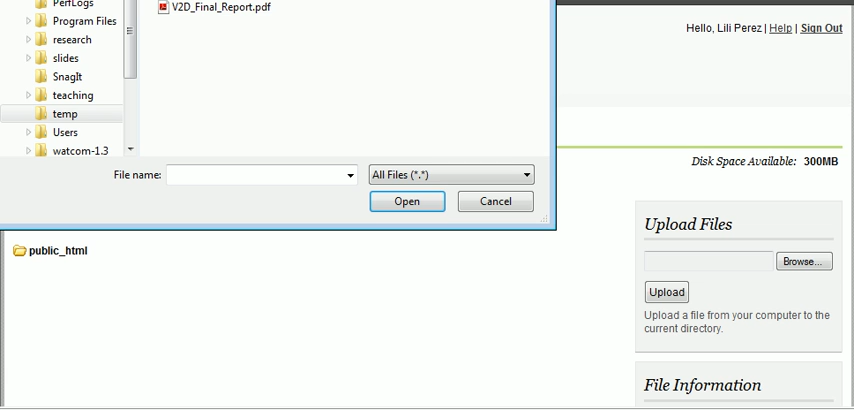 PerfLogs
Program Files
research
slides
SnagIt
teaching
temp
Users
watcom-1.3
V2D_Final_Report.pdf
File name:
All Files (*.*)
Open
Cancel
Hello, Lili Perez | Help | Sign Out
Disk Space Available: 300MB
public_html
Upload Files
Browse...
Upload
Upload a file from your computer to the
current directory.
File Information